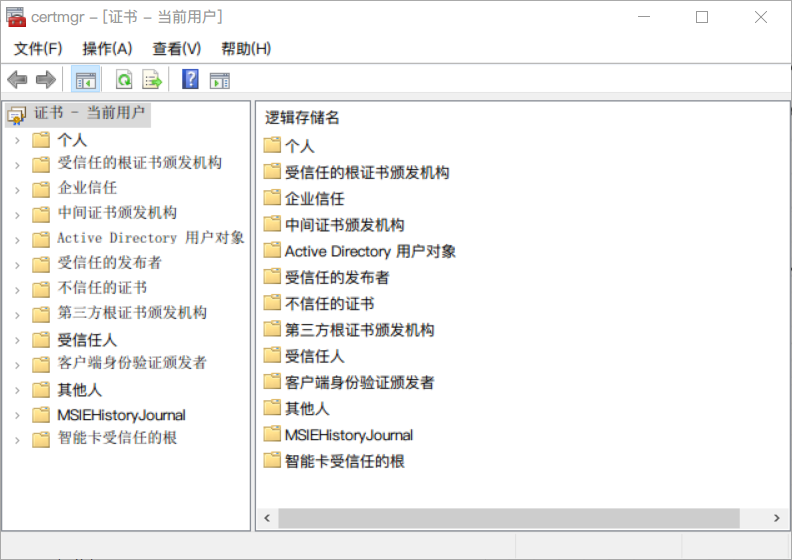 certmgr - [证书 - 当前用户]
文件(F) 操作(A) 查看(V) 帮助(H)
证书 - 当前用户
个人
受信任的根证书颁发机构
企业信任
中间证书颁发机构
Active Directory 用户对象
受信任的发布者
不信任的证书
第三方根证书颁发机构
受信任人
客户端身份验证颁发者
其他人
MSIEHistoryJournal
智能卡受信任的根
逻辑存储名
个人
受信任的根证书颁发机构
企业信任
中间证书颁发机构
Active Directory 用户对象
受信任的发布者
不信任的证书
第三方根证书颁发机构
受信任人
客户端身份验证颁发者
其他人
MSIEHistoryJournal
智能卡受信任的根